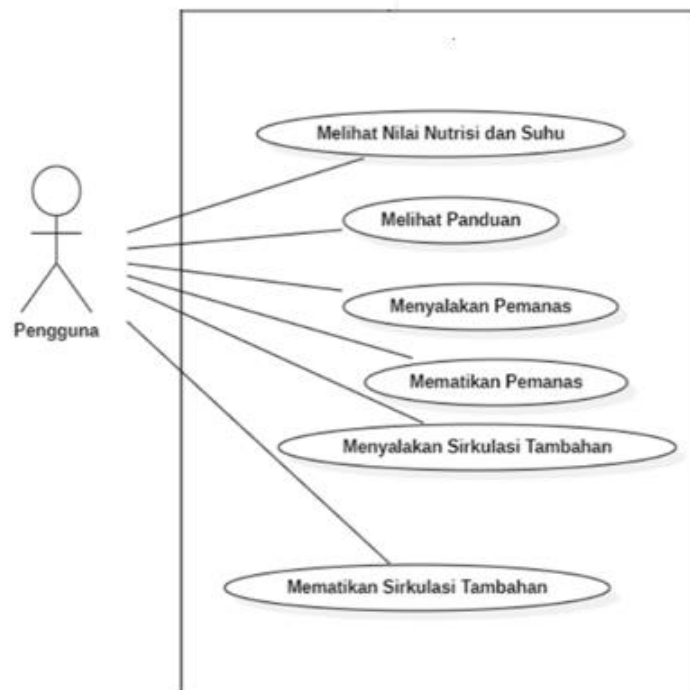 Melihat Nilai Nutrisi dan Suhu
Melihat Panduan
Menyalakan Pemanas
Pengguna
Mematikan Pemanas
Menyalakan Sirkulasi Tambahan
Mematikan Sirkulasi Tambahan